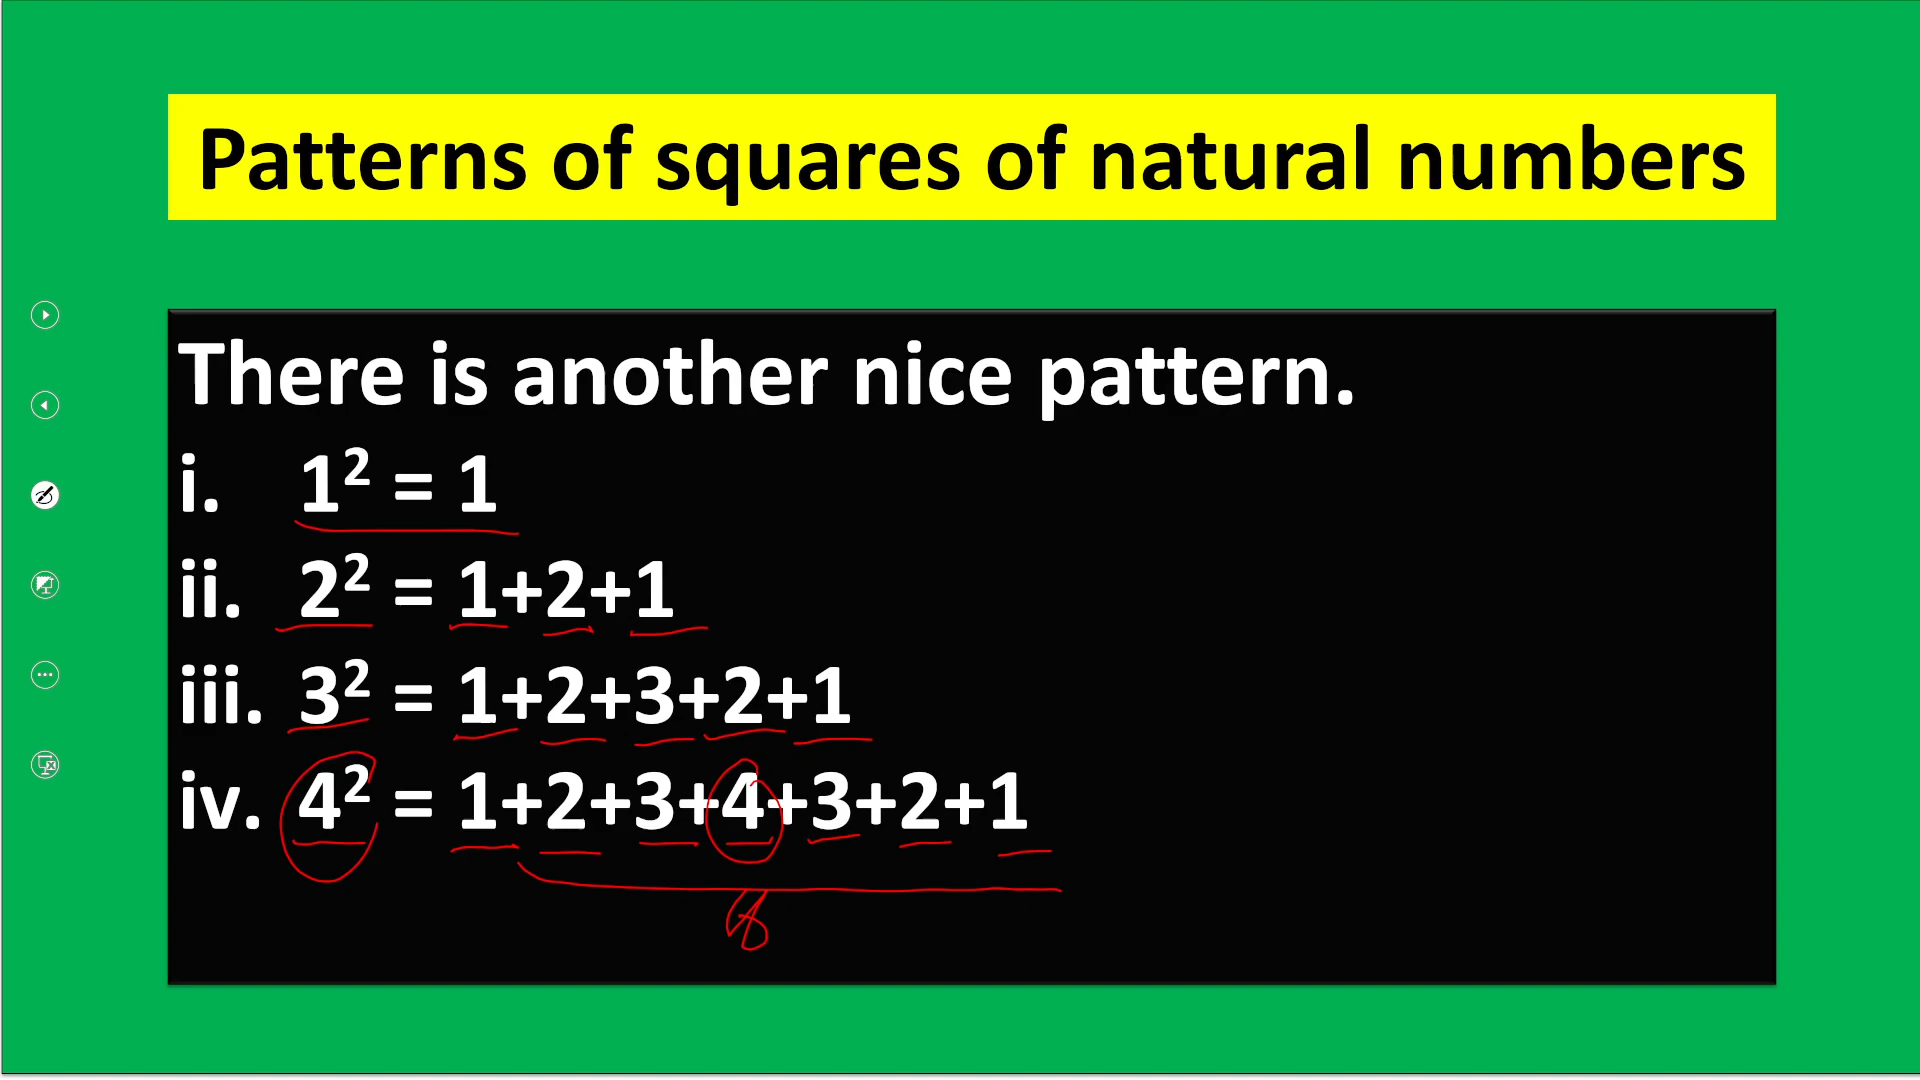 Patterns of squares of natural numbers
There is another nice pattern.
i. 1² = 1
ii. 2² = 1+2+1
iii. 3² = 1+2+3+2+1
iv. 4² = 1+2+3+4+3+2+1